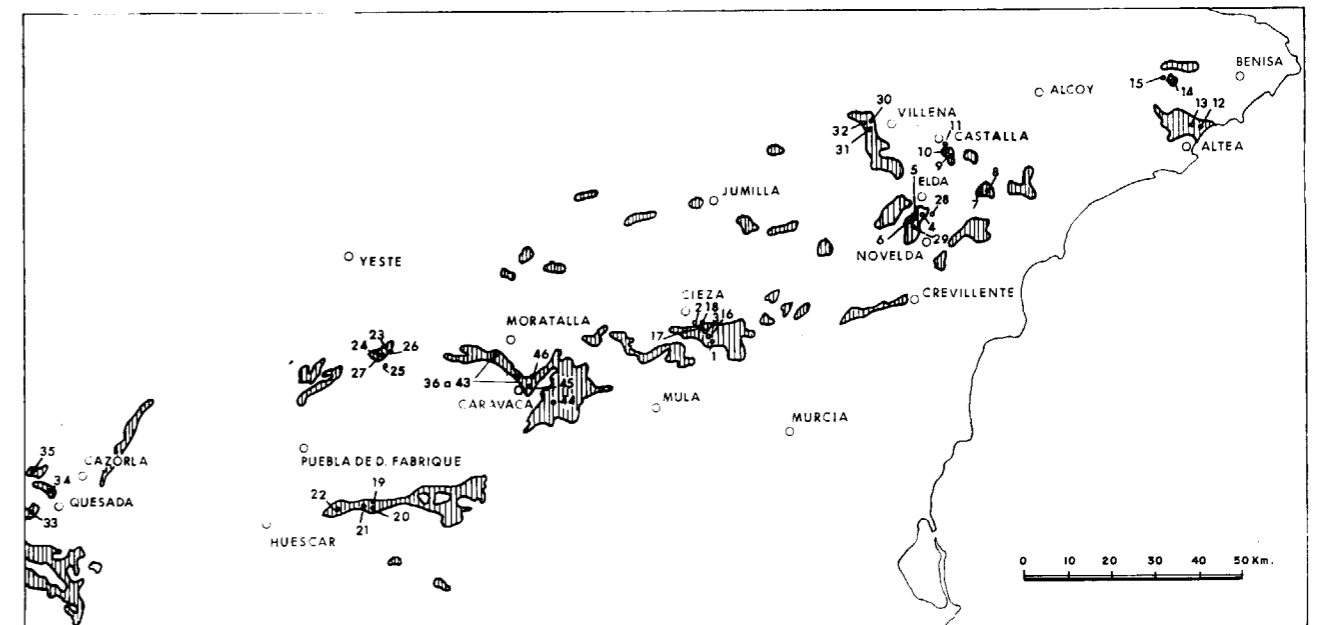 BENISA
15
14
ALCOY
30
VILLENA
13 12
32
11
CASTALLA
31
10
ALTEA
9
5
ELDA
8
7
JUMILLA
28
4
6
29
NOVELDA
YESTE
CIEZA
CREVILLENTE
2 18 3 16
MORATALLA
17
1
23
24
26
46
27
25
36 a 43
45
CARAVACA
44
MULA
MURCIA
35
CAZORLA
PUEBLA DE D. FABRIQUE
34
QUESADA
22
19
33
21
20
HUESCAR
0 10 20 30 40 50 Km.